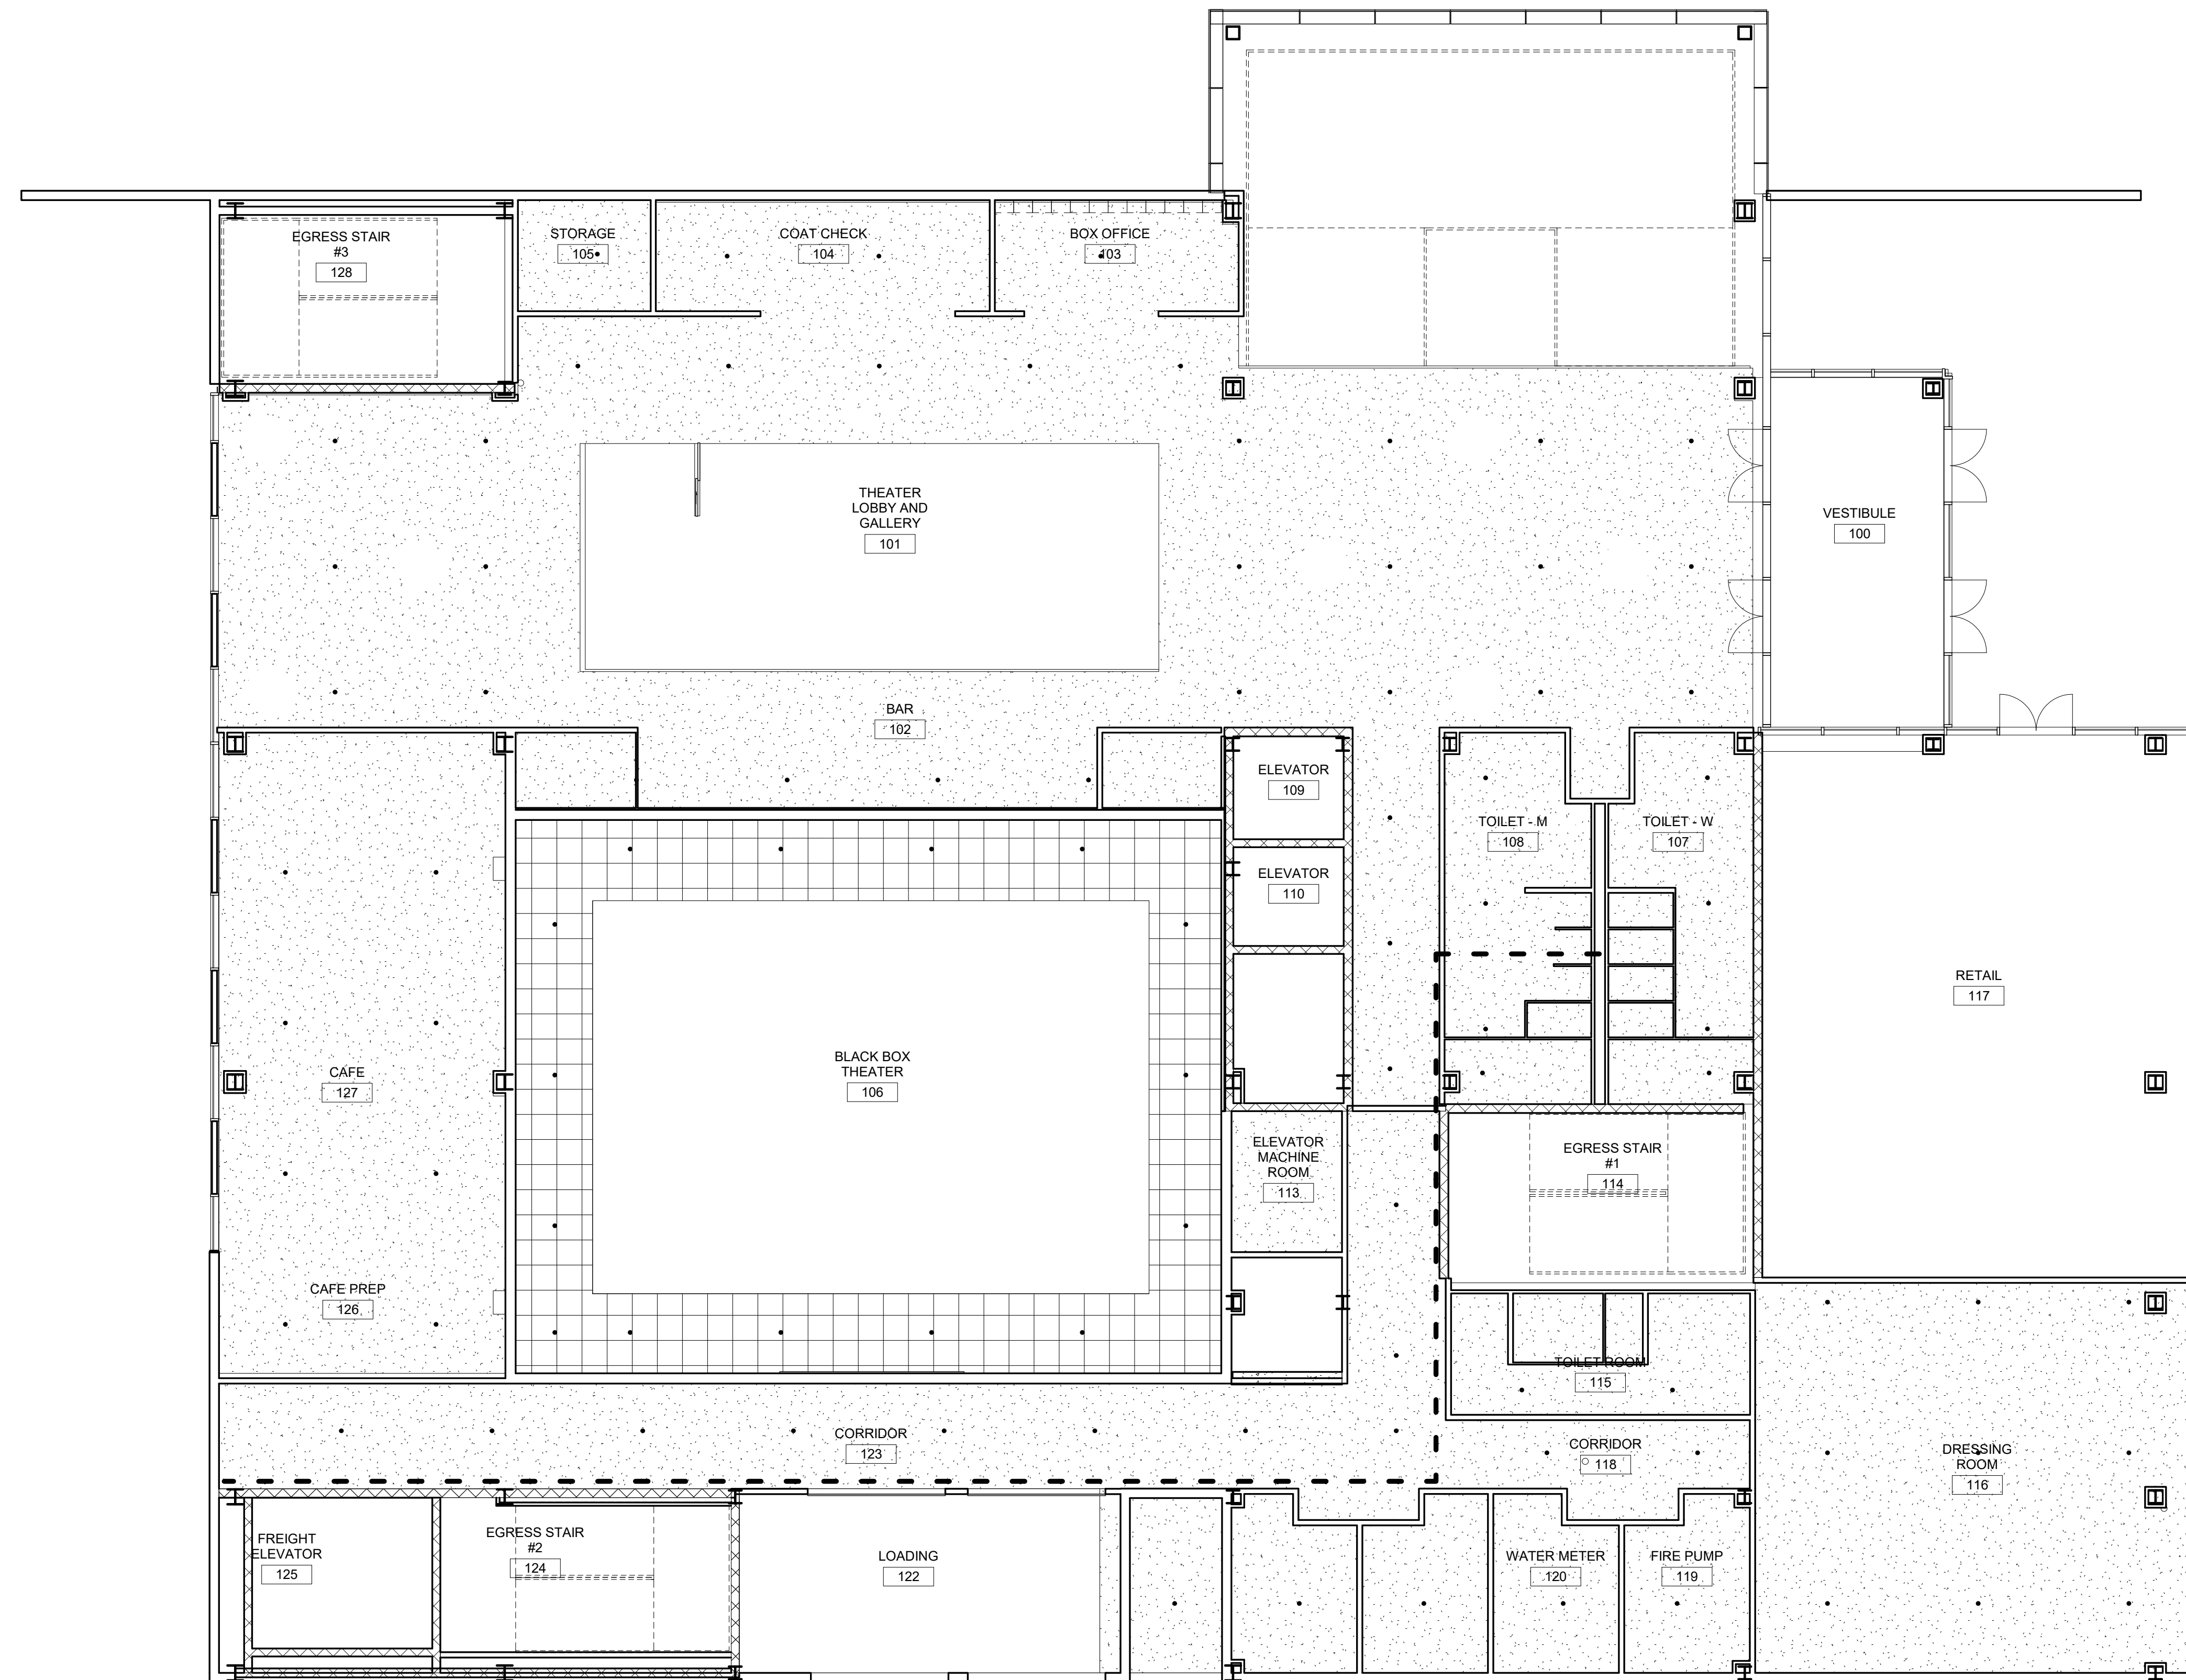 EGRESS STAIR
#3
128
STORAGE
105
COAT CHECK
104
BOX OFFICE
103
THEATER
LOBBY AND
GALLERY
101
VESTIBULE
100
BAR
102
ELEVATOR
109
TOILET - M
108
TOILET - W
107
ELEVATOR
110
RETAIL
117
CAFE
127
BLACK BOX
THEATER
106
ELEVATOR
MACHINE
ROOM
113
EGRESS STAIR
#1
114
CAFE PREP
126
TOILET ROOM
115
CORRIDOR
123
CORRIDOR
118
DRESSING
ROOM
116
FREIGHT
ELEVATOR
125
EGRESS STAIR
#2
124
LOADING
122
WATER METER
120
FIRE PUMP
119